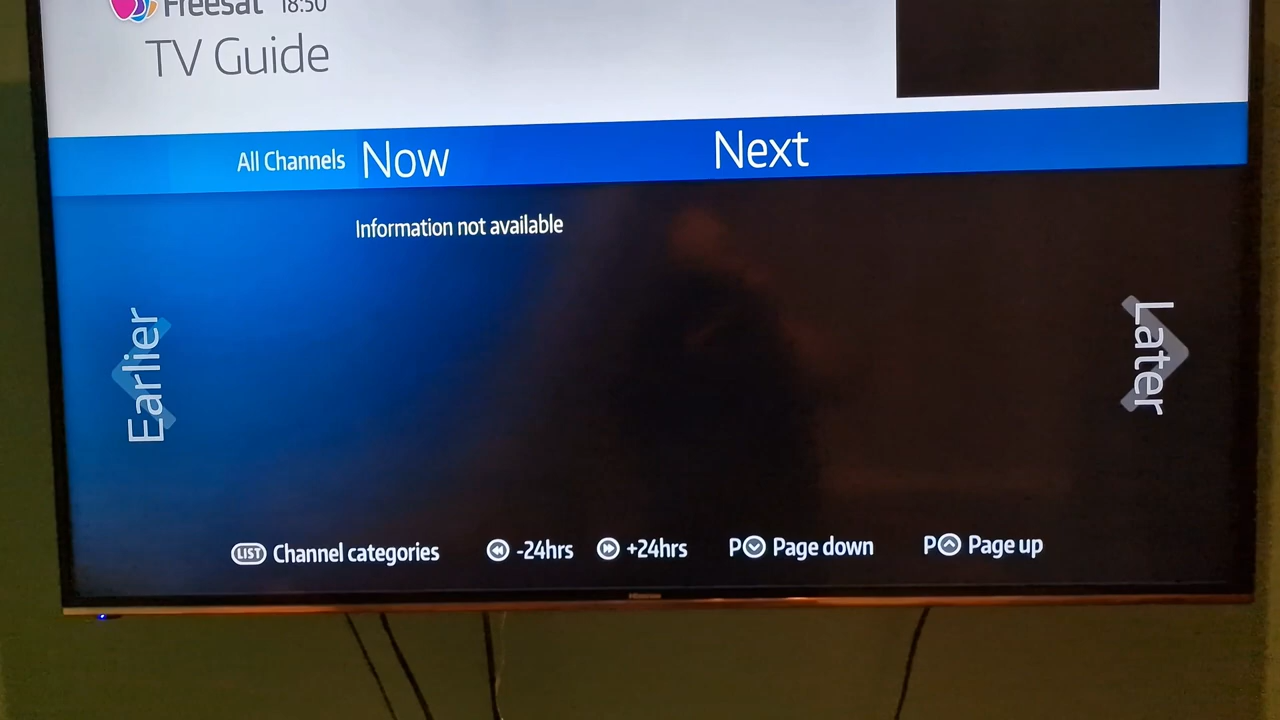 Freesat 18:50
TV Guide
All Channels Now Next
Information not available
Earlier
Later
LIST Channel categories -24hrs +24hrs P Page down P Page up
Hisense